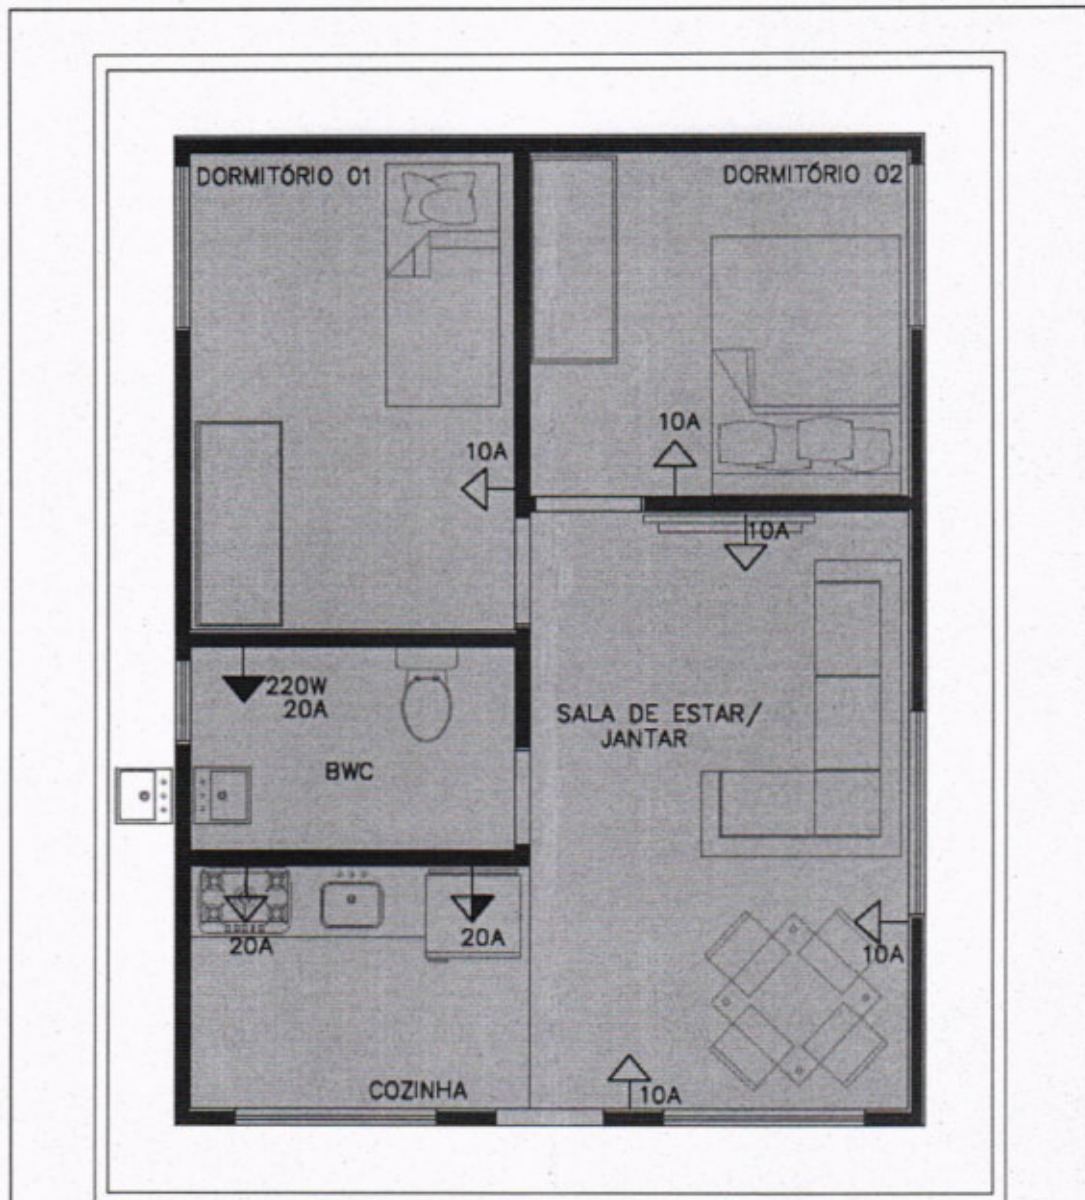 DORMITÓRIO 01
DORMITÓRIO 02
10A
10A
10A
220W
20A
SALA DE ESTAR/
JANTAR
BWC
20A
20A
10A
COZINHA
10A